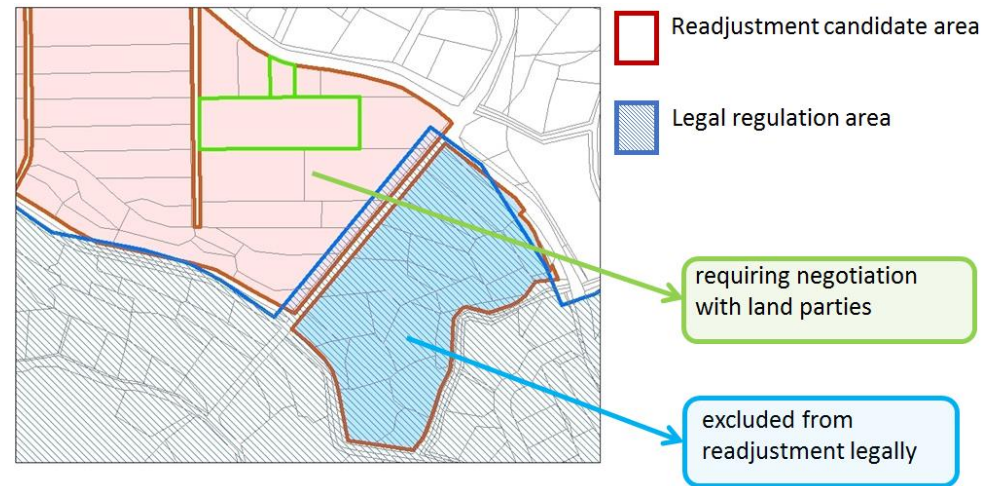 Readjustment candidate area
Legal regulation area
requiring negotiation
with land parties
excluded from
readjustment legally